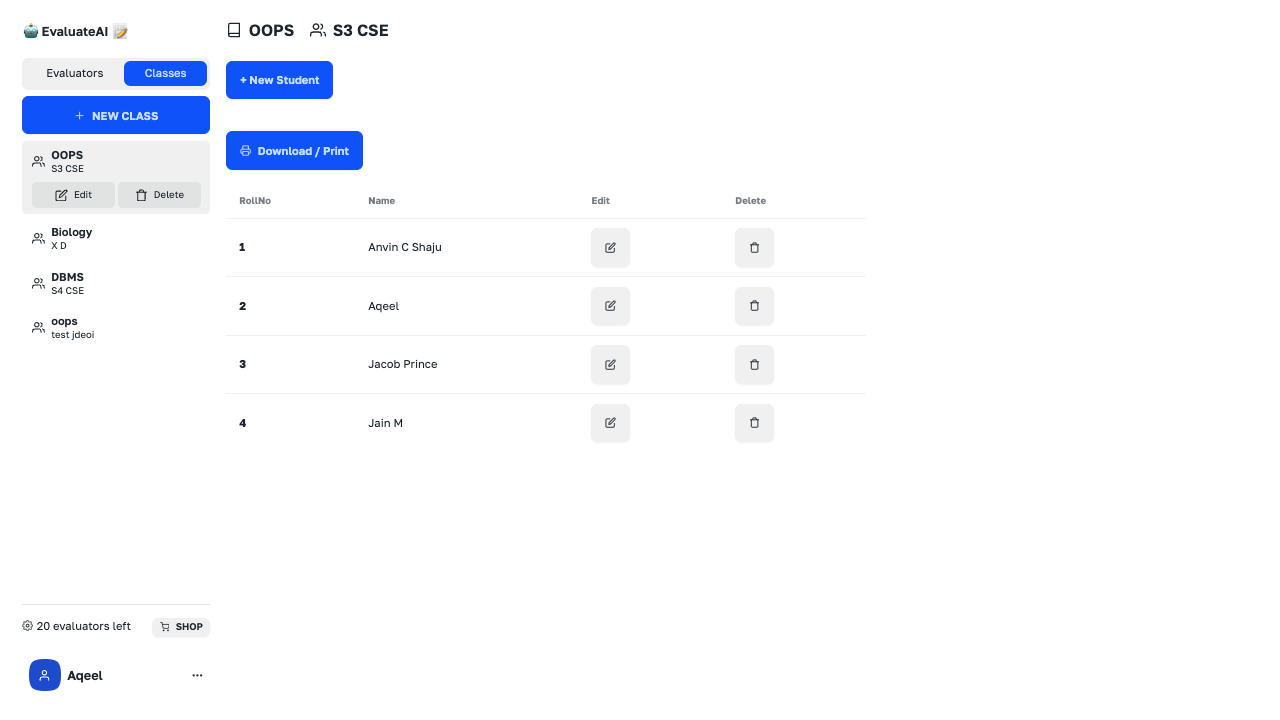 EvaluateAI
Evaluators
Classes
NEW CLASS
OOPS
S3 CSE
Edit
Delete
Biology
X D
DBMS
S4 CSE
oops
test jdeoi
20 evaluators left
SHOP
Aqeel
OOPS S3 CSE
+ New Student
Download / Print
RollNo Name Edit Delete
1 Anvin C Shaju
2 Aqeel
3 Jacob Prince
4 Jain M